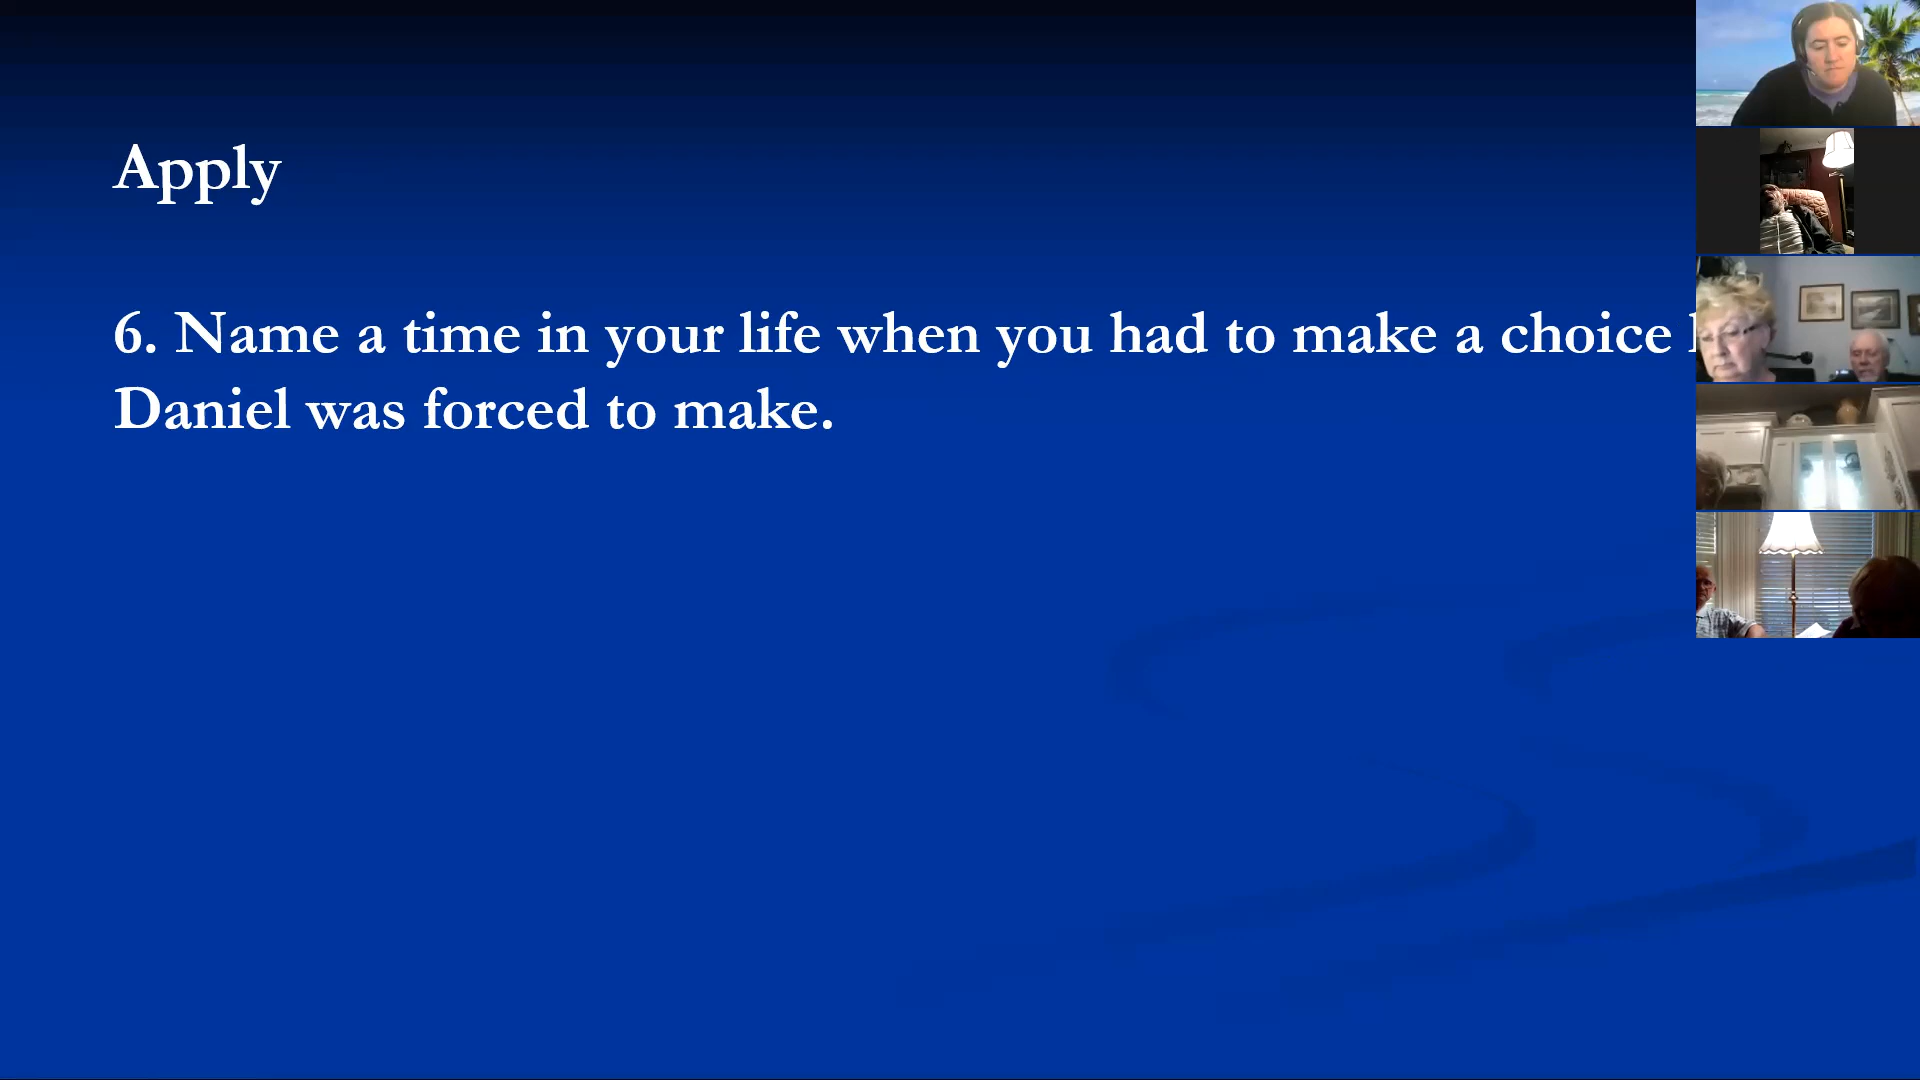 Apply
6. Name a time in your life when you had to make a choice
Daniel was forced to make.